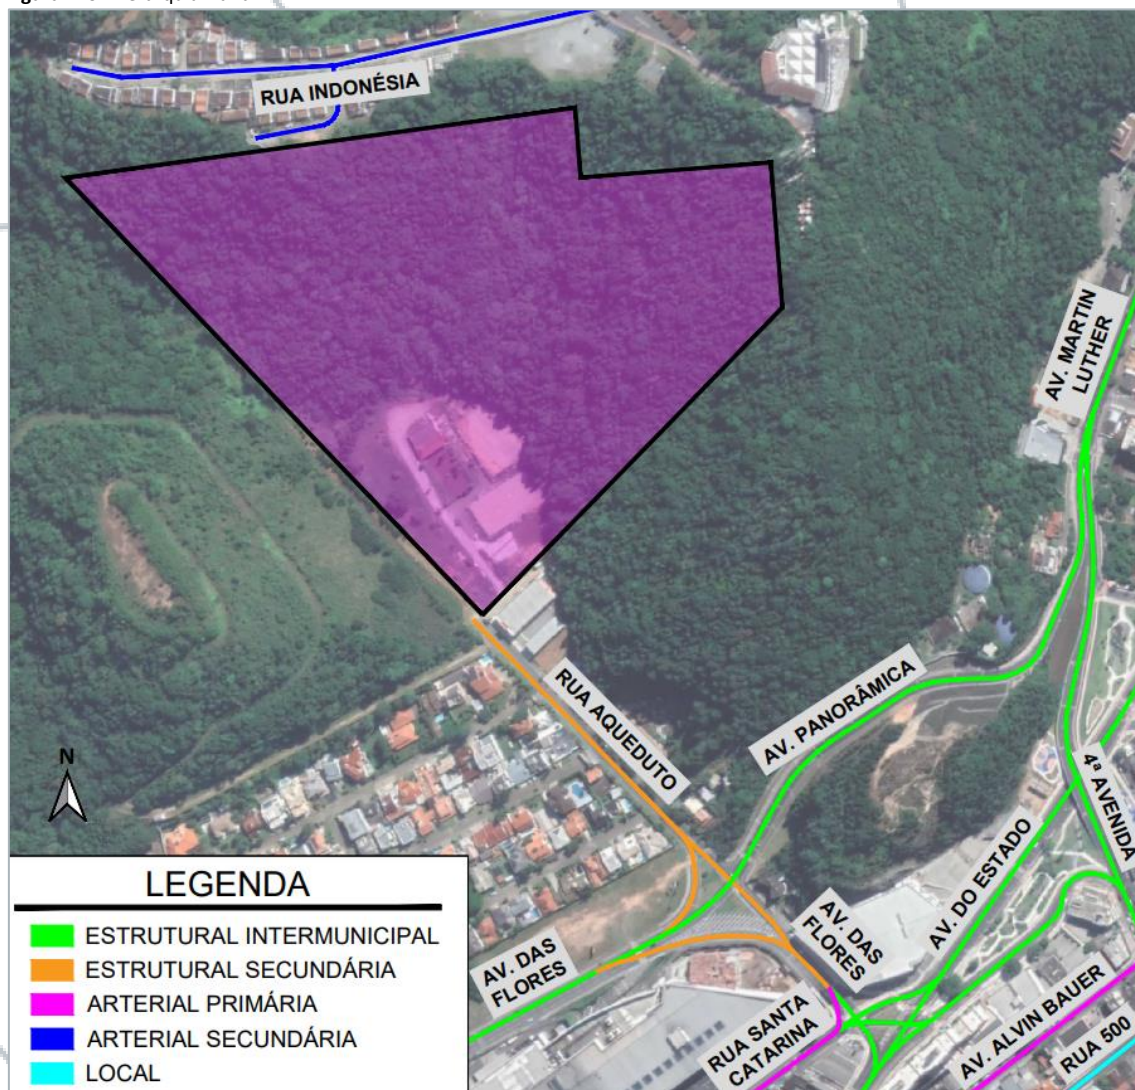 RUA INDONÉSIA
AV. MARTIN
LUTHER
RUA AQUEDUTO
AV. PANORÂMICA
4ª AVENIDA
N
AV. DO ESTADO
AV. DAS
FLORES
AV. DAS
FLORES
RUA SANTA
CATARINA
AV. ALVIN BAUER
RUA 500
LEGENDA
ESTRUTURAL INTERMUNICIPAL
ESTRUTURAL SECUNDÁRIA
ARTERIAL PRIMÁRIA
ARTERIAL SECUNDÁRIA
LOCAL